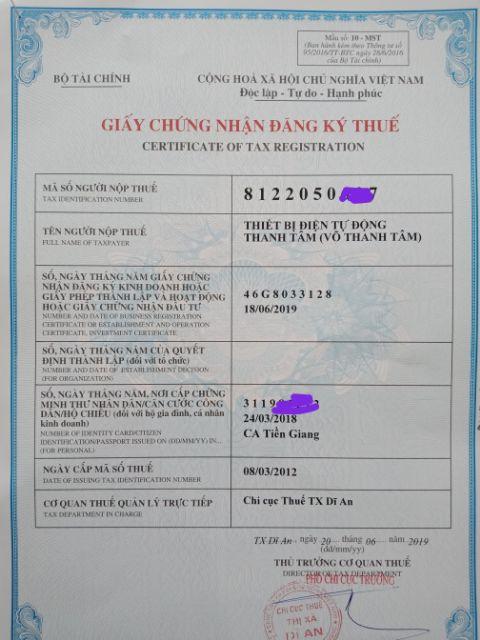 Mẫu số: 10 - MST
(Ban hành kèm theo Thông tư số
95/2016/TT-BTC ngày 28/6/2016
của Bộ Tài chính)
BỘ TÀI CHÍNH
CỘNG HOÀ XÃ HỘI CHỦ NGHĨA VIỆT NAM
Độc lập - Tự do - Hạnh phúc
GIẤY CHỨNG NHẬN ĐĂNG KÝ THUẾ
CERTIFICATE OF TAX REGISTRATION
MÃ SỐ NGƯỜI NỘP THUẾ
TAX IDENTIFICATION NUMBER
8122050 7
TÊN NGƯỜI NỘP THUẾ
FULL NAME OF TAXPAYER
THIẾT BỊ ĐIỆN TỰ ĐỘNG
THANH TÂM (VÕ THANH TÂM)
SỐ, NGÀY THÁNG NĂM GIẤY CHỨNG
NHẬN ĐĂNG KÝ KINH DOANH HOẶC
GIẤY PHÉP THÀNH LẬP VÀ HOẠT ĐỘNG
HOẶC GIẤY CHỨNG NHẬN ĐẦU TƯ
NUMBER AND DATE OF BUSINESS REGISTRATION
CERTIFICATE OR ESTABLISHMENT AND OPERATION
CERTIFICATE, INVESTMENT CERTIFICATE
46G8033128
18/06/2019
SỐ, NGÀY THÁNG NĂM CỦA QUYẾT
ĐỊNH THÀNH LẬP (đối với tổ chức)
NUMBER AND DATE OF ESTABLISHMENT DECISION
(FOR ORGANIZATION)
SỐ, NGÀY THÁNG NĂM, NƠI CẤP CHỨNG
MINH THƯ NHÂN DÂN/CĂN CƯỚC CÔNG
DÂN/HỘ CHIẾU (đối với hộ gia đình, cá nhân
kinh doanh)
NUMBER OF IDENTITY CARD/CITIZEN
IDENTIFICATION/PASSPORT ISSUED ON (DD/MM/YY) IN...
(FOR PERSONAL)
3119
24/03/2018
CA Tiền Giang
NGÀY CẤP MÃ SỐ THUẾ
DATE OF ISSUING TAX IDENTIFICATION NUMBER
08/03/2012
CƠ QUAN THUẾ QUẢN LÝ TRỰC TIẾP
TAX DEPARTMENT IN CHARGE
Chi cục Thuế TX Dĩ An
TX Dĩ An, ngày 20 tháng 06 năm 2019
(dd/mm/yy)
THỦ TRƯỞNG CƠ QUAN THUẾ
DIRECTOR OF TAX DEPARTMENT
PHÓ CHI CỤC TRƯỞNG
CHI CỤC THUẾ
THỊ XÃ
DĨ AN